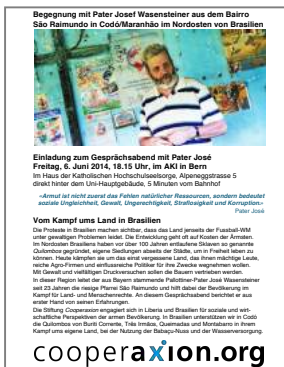 Begegnung mit Pater Josef Wasensteiner aus dem Bairro
São Raimundo in Codó/Maranhão im Nordosten von Brasilien
Einladung zum Gesprächsabend mit Pater José
Freitag, 6. Juni 2014, 18.15 Uhr, im AKI in Bern
Im Haus der Katholischen Hochschulseelsorge, Alpeneggstrasse 5
direkt hinter dem Uni-Hauptgebäude, 5 Minuten vom Bahnhof
«Armut ist nicht zuerst das Fehlen natürlicher Ressourcen, sondern bedeutet
soziale Ungleichheit, Gewalt, Ungerechtigkeit, Straflosigkeit und Korruption.»
Pater José
Vom Kampf ums Land in Brasilien
Die Proteste in Brasilien machen sichtbar, dass das Land jenseits der Fussball-WM
unter gewaltigen Problemen leidet. Die Entwicklung geht oft auf Kosten der Ärmsten.
Im Nordosten Brasiliens haben vor über 100 Jahren entlaufene Sklaven so genannte
Quilombos gegründet, eigene Siedlungen abseits der Städte, um in Freiheit leben zu
können. Heute kämpfen sie um das einst vergessene Land, das ihnen mächtige Leute,
reiche Agro-Firmen und einflussreiche Politiker für ihre Zwecke wegnehmen wollen.
Mit Gewalt und vielfältigen Druckversuchen sollen die Bauern vertrieben werden.
In dieser Region leitet der aus Bayern stammende Pallottiner-Pater José Wasensteiner
seit 23 Jahren die riesige Pfarrei São Raimundo und hilft dabei der Bevölkerung im
Kampf für Land- und Menschenrechte. An diesem Gesprächsabend berichtet er aus
erster Hand von seinen Erfahrungen.
Die Stiftung Cooperaxion engagiert sich in Liberia und Brasilien für soziale und wirt-
schaftliche Perspektiven der armen Bevölkerung. In Brasilien unterstützen wir in Codó
die Quilombos von Buriti Corrente, Três Irmãos, Queimadas und Montabarro in ihrem
Kampf ums eigene Land, bei der Nutzung der Babaçu-Nuss und der Wasserversorgung.
cooperaxion.org